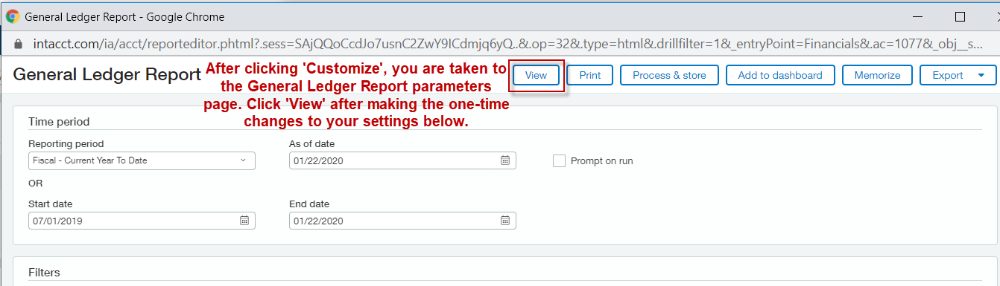 General Ledger Report - Google Chrome
intacct.com/ia/acct/reporteditor.phtml?.sess=SAjQQoCcdJo7usnC2ZwY9lCdmjq6yQ..&.op=32&.type=html&.drillfilter=1&_entryPoint=Financials&.ac=1077&_obj__s...
General Ledger Report
After clicking 'Customize', you are taken to
the General Ledger Report parameters
page. Click 'View' after making the one-time
changes to your settings below.
View
Print
Process & store
Add to dashboard
Memorize
Export
Time period
Reporting period
As of date
Fiscal - Current Year To Date
01/22/2020
Prompt on run
OR
Start date
End date
07/01/2019
01/22/2020
Filters